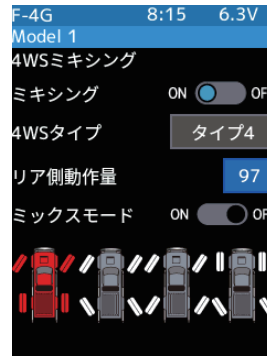 F-4G 8:15 6.3V
Model 1
4WSミキシング
ミキシング ON OF
4WSタイプ タイプ4
リア側動作量 97
ミックスモード ON OF